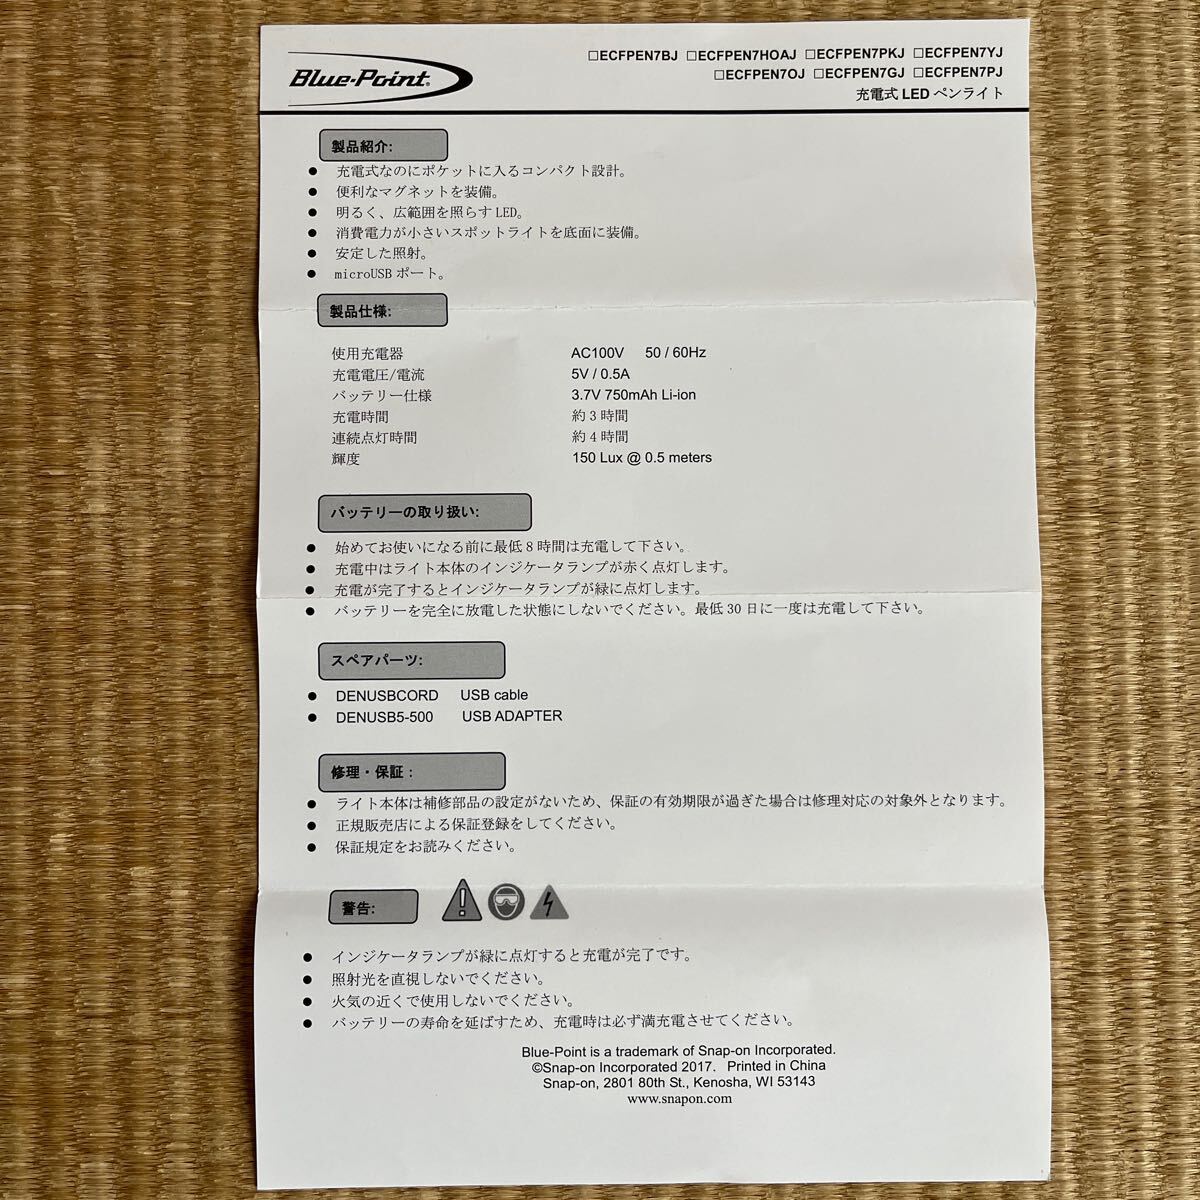 Blue-Point®
□ECFPEN7BJ □ECFPEN7HOAJ □ECFPEN7PKJ □ECFPEN7YJ
□ECFPEN7OJ □ECFPEN7GJ □ECFPEN7PJ
充電式 LED ペンライト
製品紹介:
● 充電式なのにポケットに入るコンパクト設計。
● 便利なマグネットを装備。
● 明るく、広範囲を照らす LED。
● 消費電力が小さいスポットライトを底面に装備。
● 安定した照射。
● microUSB ポート。
製品仕様:
使用充電器 AC100V 50 / 60Hz
充電電圧/電流 5V / 0.5A
バッテリー仕様 3.7V 750mAh Li-ion
充電時間 約 3 時間
連続点灯時間 約 4 時間
輝度 150 Lux @ 0.5 meters
バッテリーの取り扱い:
● 始めてお使いになる前に最低 8 時間は充電して下さい。
● 充電中はライト本体のインジケータランプが赤く点灯します。
● 充電が完了するとインジケータランプが緑に点灯します。
● バッテリーを完全に放電した状態にしないでください。最低 30 日に一度は充電して下さい。
スペアパーツ:
● DENUSBCORD USB cable
● DENUSB5-500 USB ADAPTER
修理・保証：
● ライト本体は補修部品の設定がないため、保証の有効期限が過ぎた場合は修理対応の対象外となります。
● 正規販売店による保証登録をしてください。
● 保証規定をお読みください。
警告:
● インジケータランプが緑に点灯すると充電が完了です。
● 照射光を直視しないでください。
● 火気の近くで使用しないでください。
● バッテリーの寿命を延ばすため、充電時は必ず満充電させてください。
Blue-Point is a trademark of Snap-on Incorporated.
©Snap-on Incorporated 2017. Printed in China
Snap-on, 2801 80th St., Kenosha, WI 53143
www.snapon.com